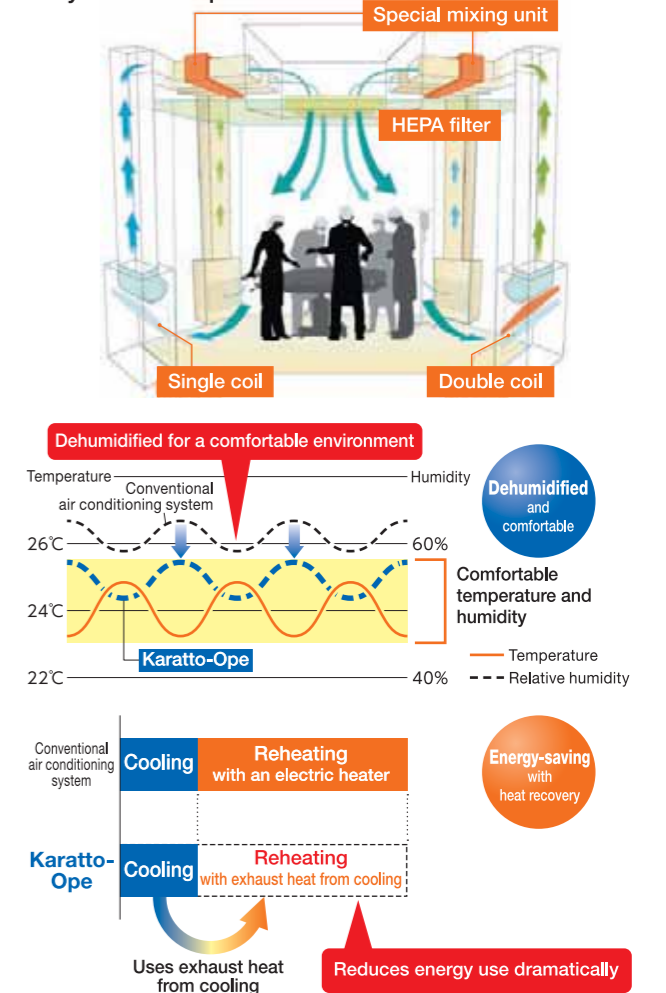 Special mixing unit
HEPA filter
Single coil
Double coil
Dehumidified for a comfortable environment
Temperature
Humidity
Conventional
air conditioning system
Dehumidified
and
comfortable
26℃
60%
Comfortable
temperature and
humidity
24℃
Karatto-Ope
Temperature
22℃
40%
Relative humidity
Conventional
air conditioning
system
Cooling
Reheating
with an electric heater
Energy-saving
with
heat recovery
Karatto-
Ope
Cooling
Reheating
with exhaust heat from cooling
Uses exhaust heat
from cooling
Reduces energy use dramatically